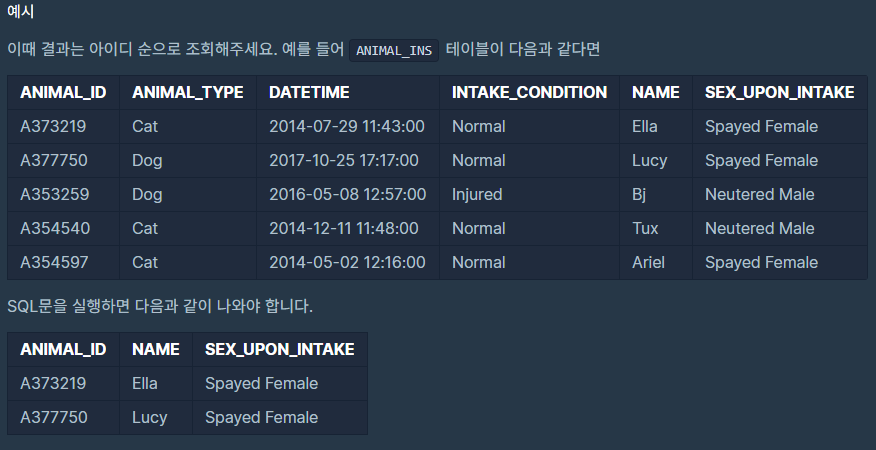 예시
이때 결과는 아이디 순으로 조회해주세요. 예를 들어 ANIMAL_INS 테이블이 다음과 같다면
ANIMAL_ID ANIMAL_TYPE DATETIME INTAKE_CONDITION NAME SEX_UPON_INTAKE
A373219 Cat 2014-07-29 11:43:00 Normal Ella Spayed Female
A377750 Dog 2017-10-25 17:17:00 Normal Lucy Spayed Female
A353259 Dog 2016-05-08 12:57:00 Injured Bj Neutered Male
A354540 Cat 2014-12-11 11:48:00 Normal Tux Neutered Male
A354597 Cat 2014-05-02 12:16:00 Normal Ariel Spayed Female
SQL문을 실행하면 다음과 같이 나와야 합니다.
ANIMAL_ID NAME SEX_UPON_INTAKE
A373219 Ella Spayed Female
A377750 Lucy Spayed Female